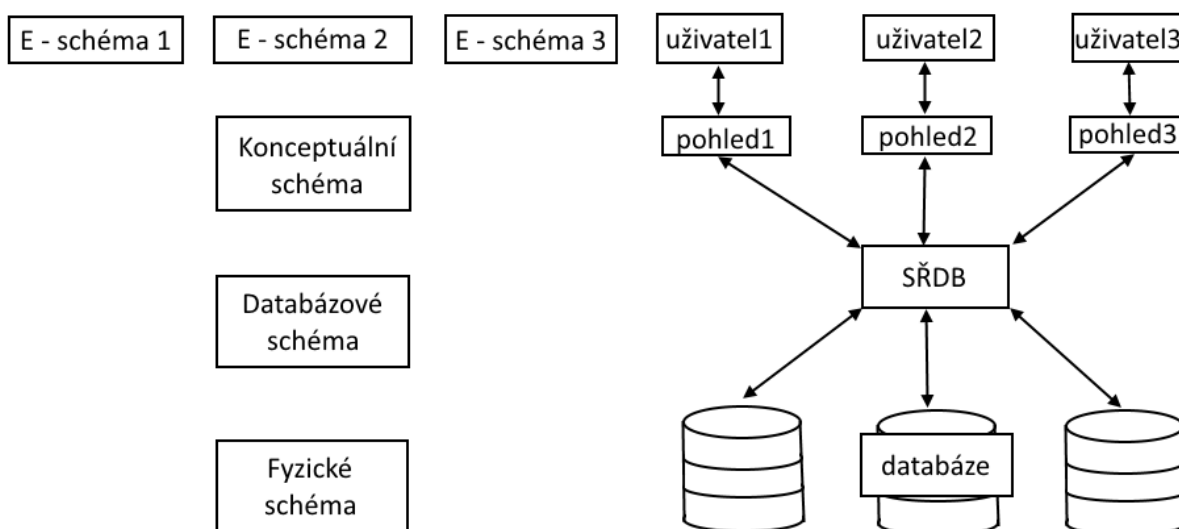 E - schéma 1
E - schéma 2
E - schéma 3
uživatel1
uživatel2
uživatel3
Konceptuální
schéma
pohled1
pohled2
pohled3
SŘDB
Databázové
schéma
databáze
Fyzické
schéma